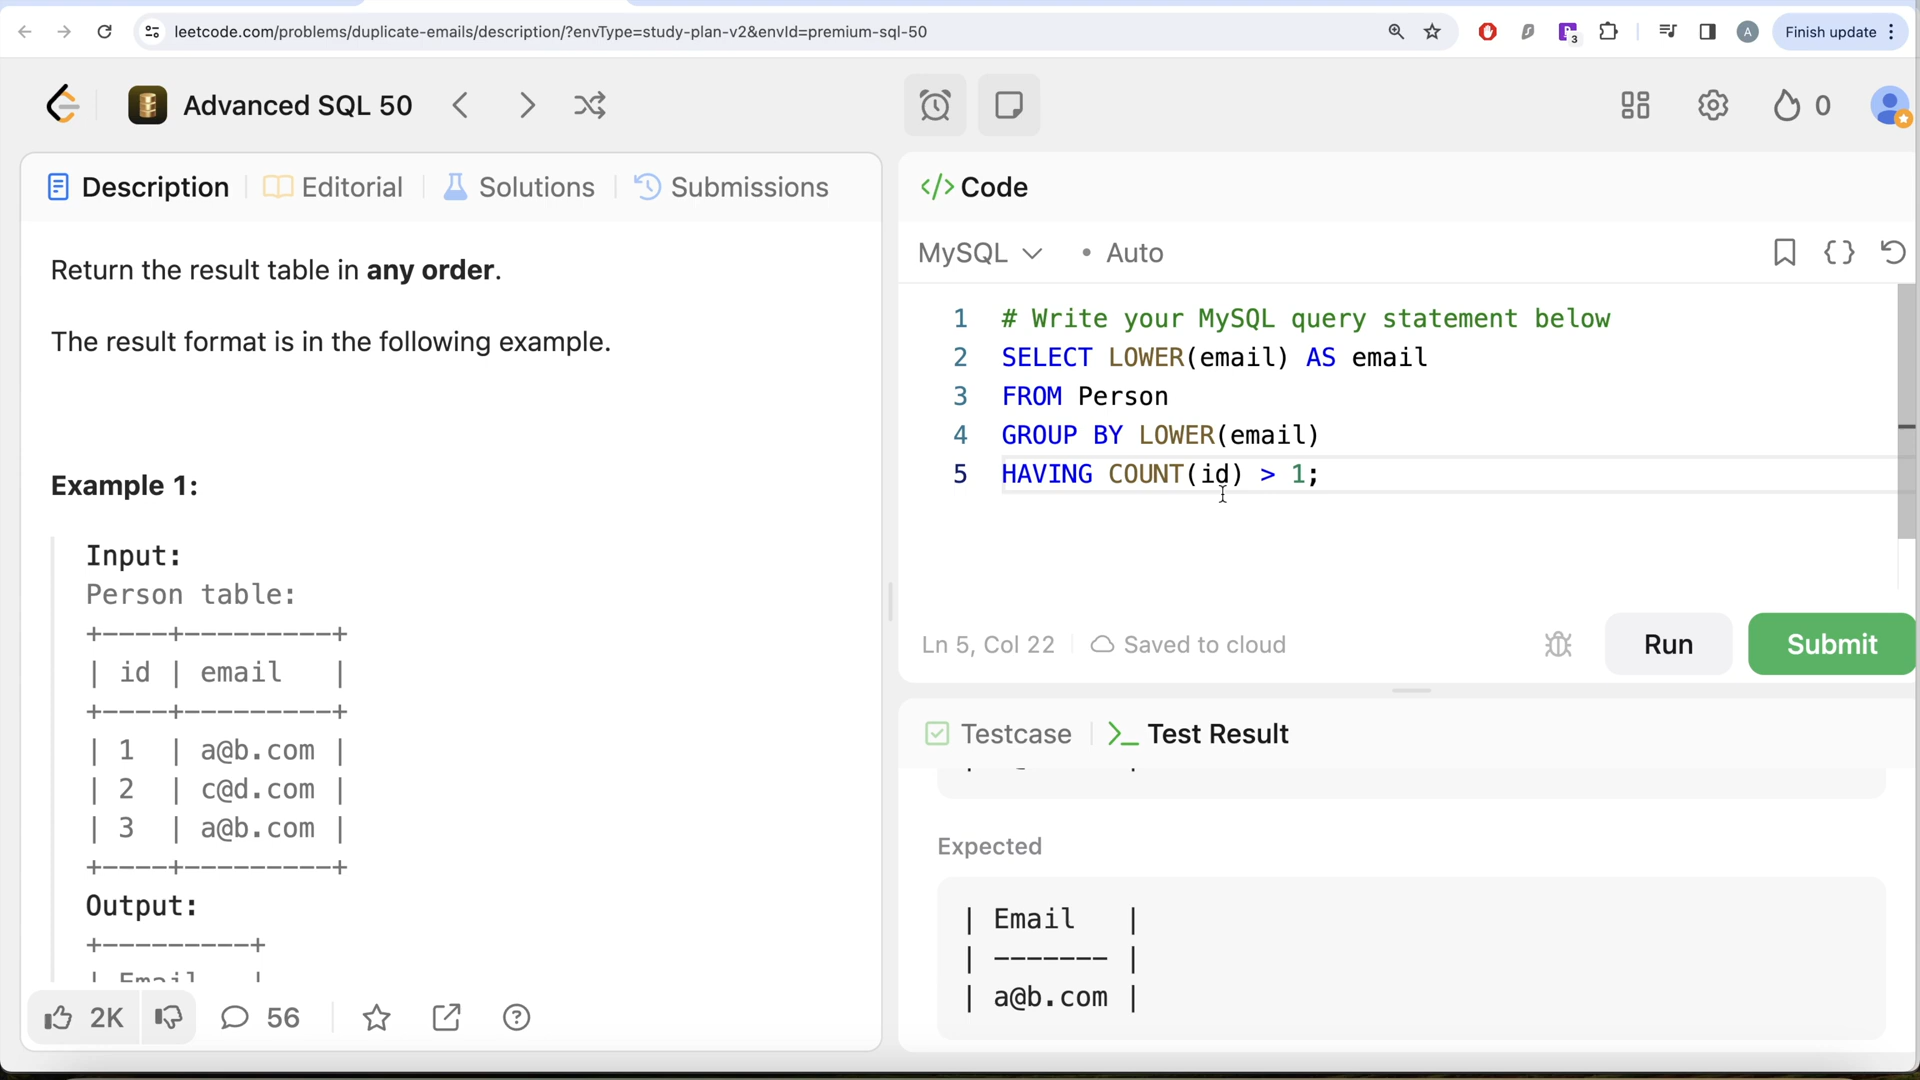 leetcode.com/problems/duplicate-emails/description/?envType=study-plan-v2&envId=premium-sql-50
3
A
Finish update
Advanced SQL 50
0
Description
Editorial
Solutions
Submissions
Return the result table in any order.
The result format is in the following example.
Example 1:
Input:
Person table:
+----+---------+
| id | email   |
+----+---------+
| 1  | a@b.com |
| 2  | c@d.com |
| 3  | a@b.com |
+----+---------+
Output:
+---------+
| Email   |
2K
56
</> Code
MySQL
• Auto
1 # Write your MySQL query statement below
2 SELECT LOWER(email) AS email
3 FROM Person
4 GROUP BY LOWER(email)
5 HAVING COUNT(id) > 1;
Ln 5, Col 22
Saved to cloud
Run
Submit
Testcase
Test Result
Expected
| Email   |
| ------- |
| a@b.com |